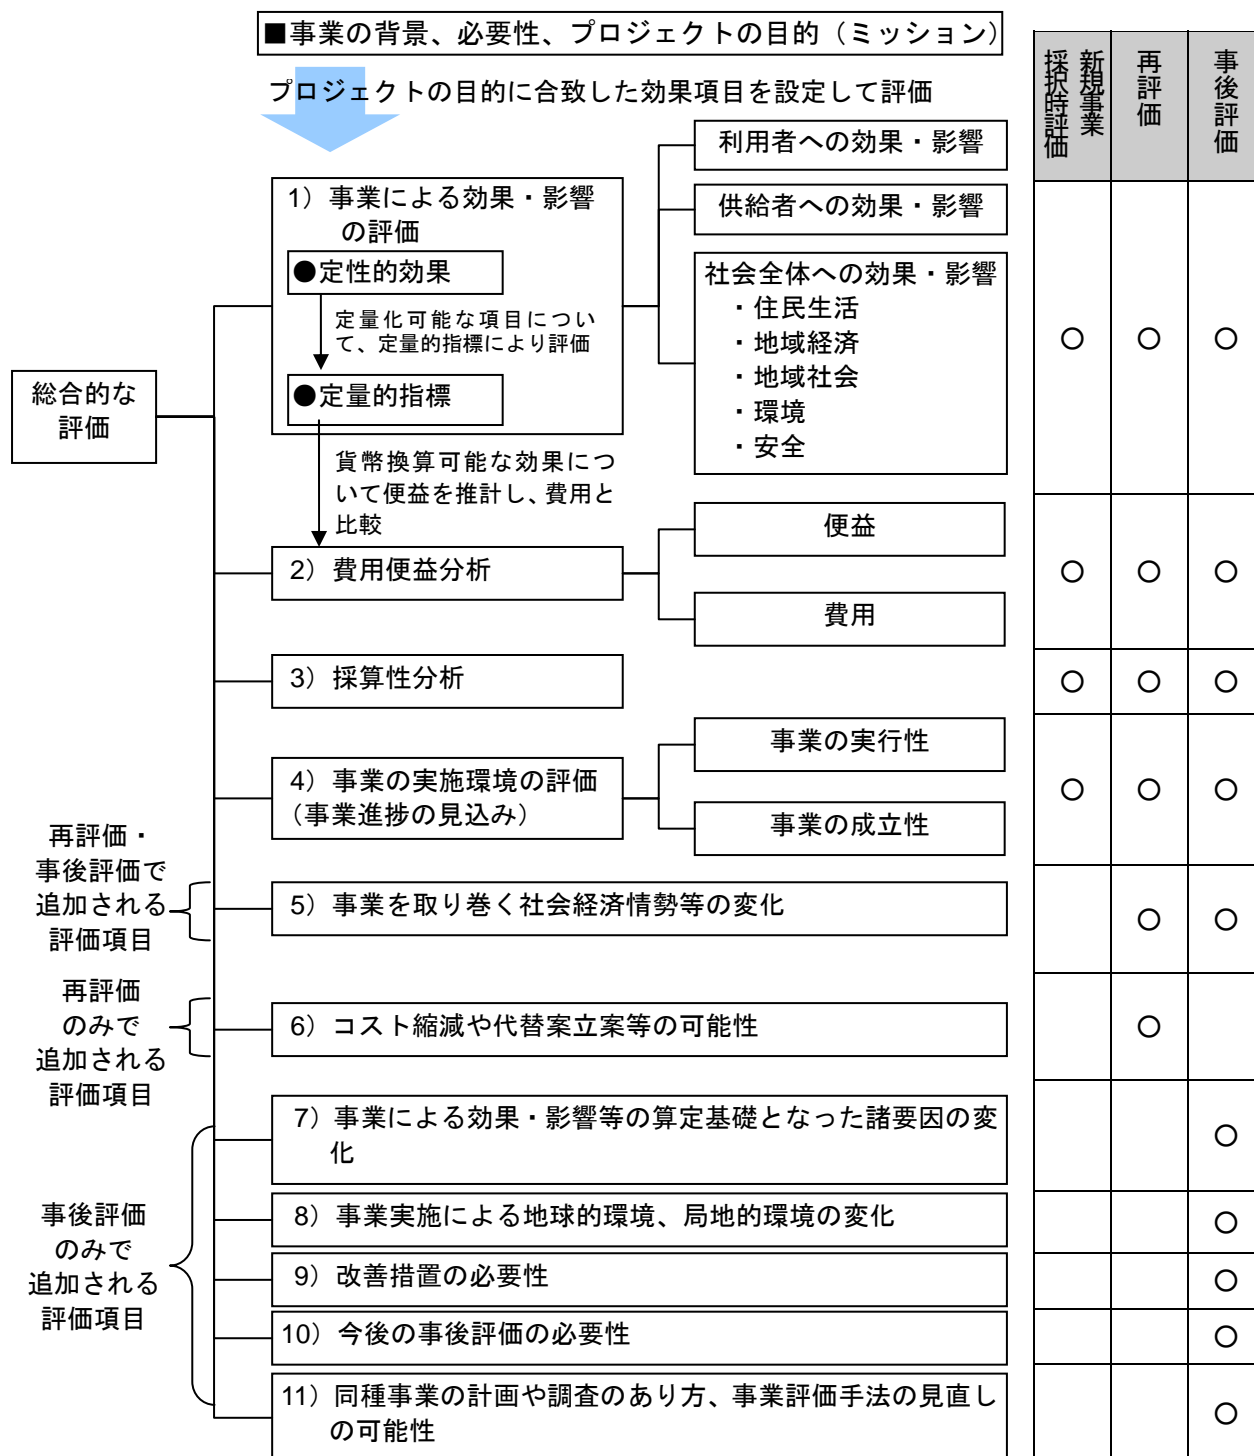 ■事業の背景、必要性、プロジェクトの目的（ミッション）
プロジェクトの目的に合致した効果項目を設定して評価
新規事業
採択時評価
再評価
事後評価
総合的な
評価
1）事業による効果・影響
の評価
●定性的効果
定量化可能な項目につい
て、定量的指標により評価
●定量的指標
貨幣換算可能な効果につ
いて便益を推計し、費用と
比較
利用者への効果・影響
供給者への効果・影響
社会全体への効果・影響
・住民生活
・地域経済
・地域社会
・環境
・安全
○ ○ ○
2）費用便益分析
便益
費用
○ ○ ○
3）採算性分析
○ ○ ○
4）事業の実施環境の評価
（事業進捗の見込み）
事業の実行性
事業の成立性
○ ○ ○
再評価・
事後評価で
追加される
評価項目
5）事業を取り巻く社会経済情勢等の変化
○ ○
再評価
のみで
追加される
評価項目
6）コスト縮減や代替案立案等の可能性
○
事後評価
のみで
追加される
評価項目
7）事業による効果・影響等の算定基礎となった諸要因の変
化
○
8）事業実施による地球的環境、局地的環境の変化
○
9）改善措置の必要性
○
10）今後の事後評価の必要性
○
11）同種事業の計画や調査のあり方、事業評価手法の見直し
の可能性
○